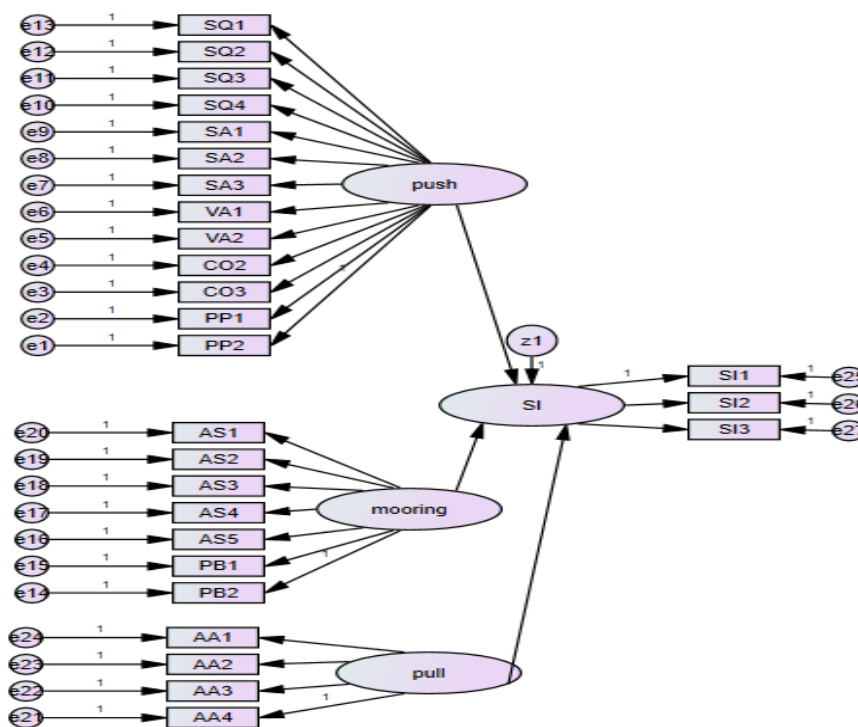 e13 1 SQ1
e12 1 SQ2
e11 1 SQ3
e10 1 SQ4
e9 1 SA1
e8 1 SA2
push
e7 1 SA3
e6 1 VA1
e5 1 VA2
e4 1 CO2
1
e3 1 CO3
e2 1 PP1
e1 1 PP2
z1
1
1 SI1 1 e25
SI
SI2 1 e26
SI3 1 e27
e20 1 AS1
e19 1 AS2
e18 1 AS3
mooring
e17 1 AS4
e16 1 AS5
1
e15 1 PB1
e14 1 PB2
e24 1 AA1
e23 1 AA2
pull
e22 1 AA3
1
e21 1 AA4